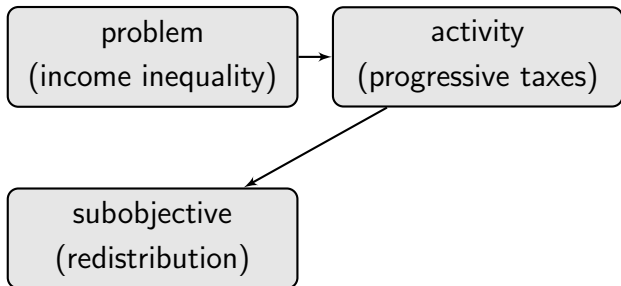 problem
(income inequality)
activity
(progressive taxes)
subobjective
(redistribution)